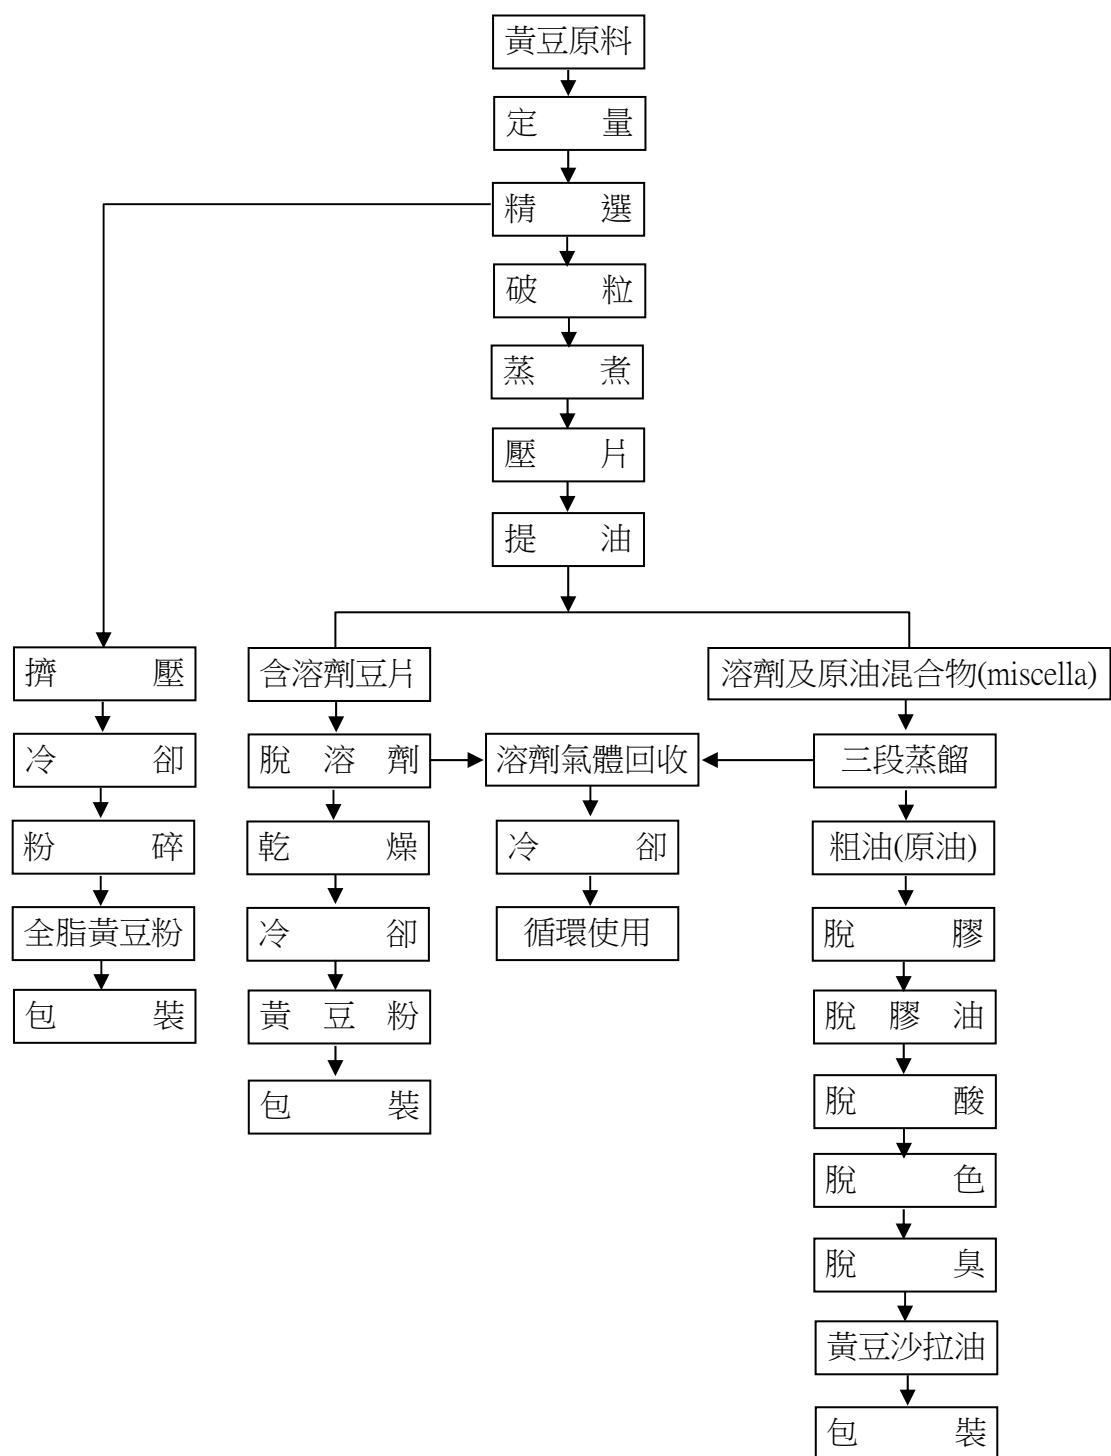 黃豆原料
定量
精選
破粒
蒸煮
壓片
提油
擠壓
含溶劑豆片
溶劑及原油混合物(miscella)
冷卻
脫溶劑
溶劑氣體回收
三段蒸餾
粉碎
乾燥
冷卻
粗油(原油)
全脂黃豆粉
冷卻
循環使用
脫膠
包裝
黃豆粉
脫膠油
包裝
脫酸
脫色
脫臭
黃豆沙拉油
包裝